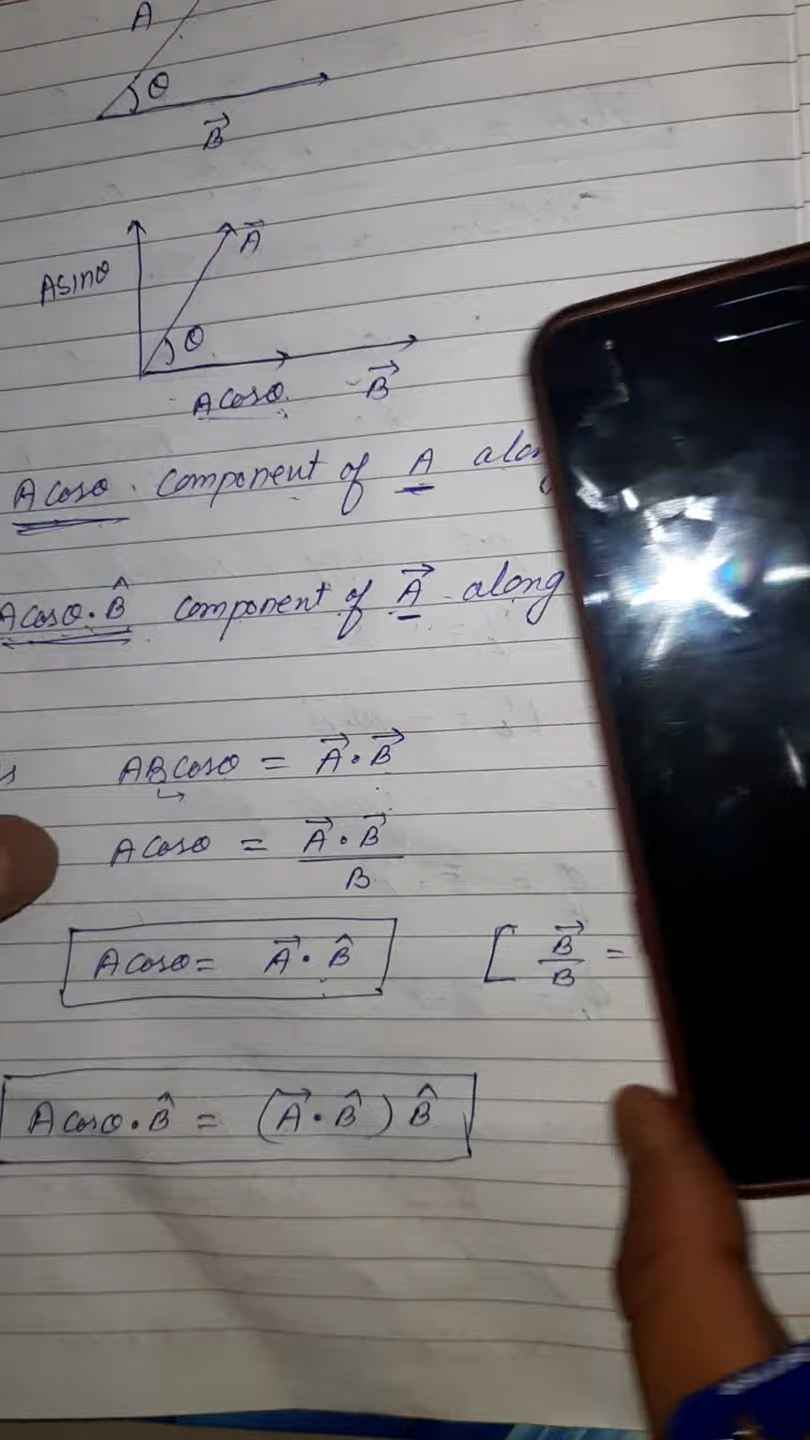 A
θ
B⃗
A⃗
Asinθ
θ
Acosθ B⃗
Acosθ . component of A
Acosθ.B̂ component of A⃗ along
ABcosθ = A⃗.B⃗
Acosθ = A⃗.B⃗
B
Acosθ = A⃗.B̂ [ B⃗/B =
Acosθ.B̂ = (A⃗.B̂) B̂